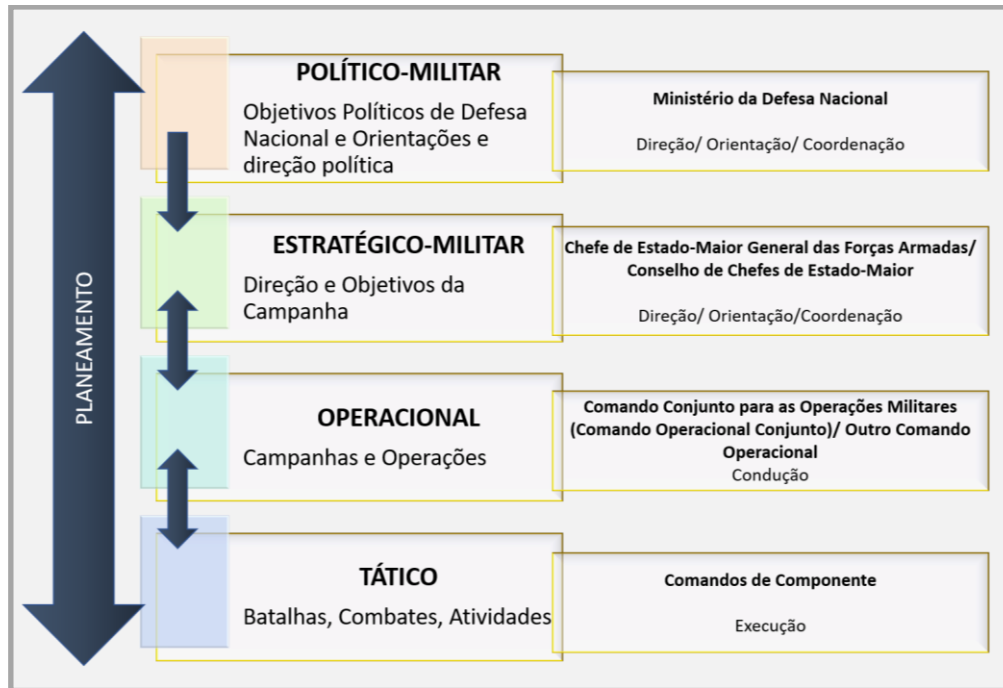 PLANEAMENTO
POLÍTICO-MILITAR
Objetivos Políticos de Defesa
Nacional e Orientações e
direção política
Ministério da Defesa Nacional
Direção/ Orientação/ Coordenação
ESTRATÉGICO-MILITAR
Direção e Objetivos da
Campanha
Chefe de Estado-Maior General das Forças Armadas/
Conselho de Chefes de Estado-Maior
Direção/ Orientação/Coordenação
OPERACIONAL
Campanhas e Operações
Comando Conjunto para as Operações Militares
(Comando Operacional Conjunto)/ Outro Comando
Operacional
Condução
TÁTICO
Batalhas, Combates, Atividades
Comandos de Componente
Execução